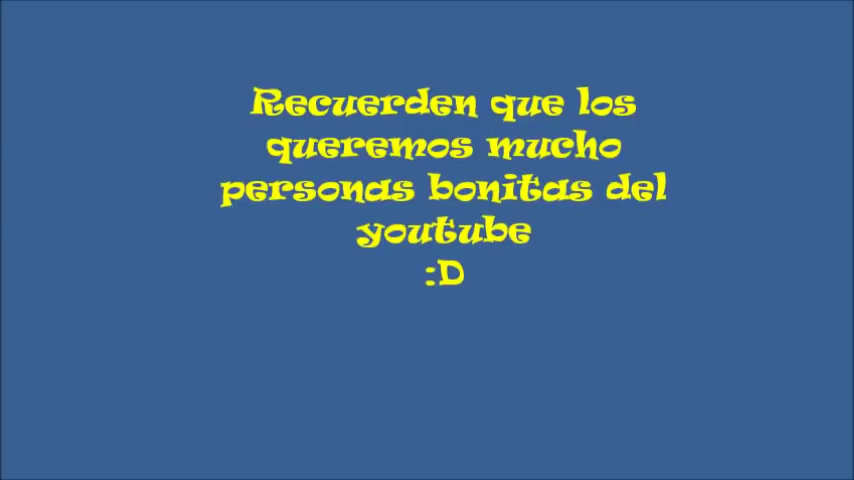 Recuerden que los
queremos mucho
personas bonitas del
youtube
:D